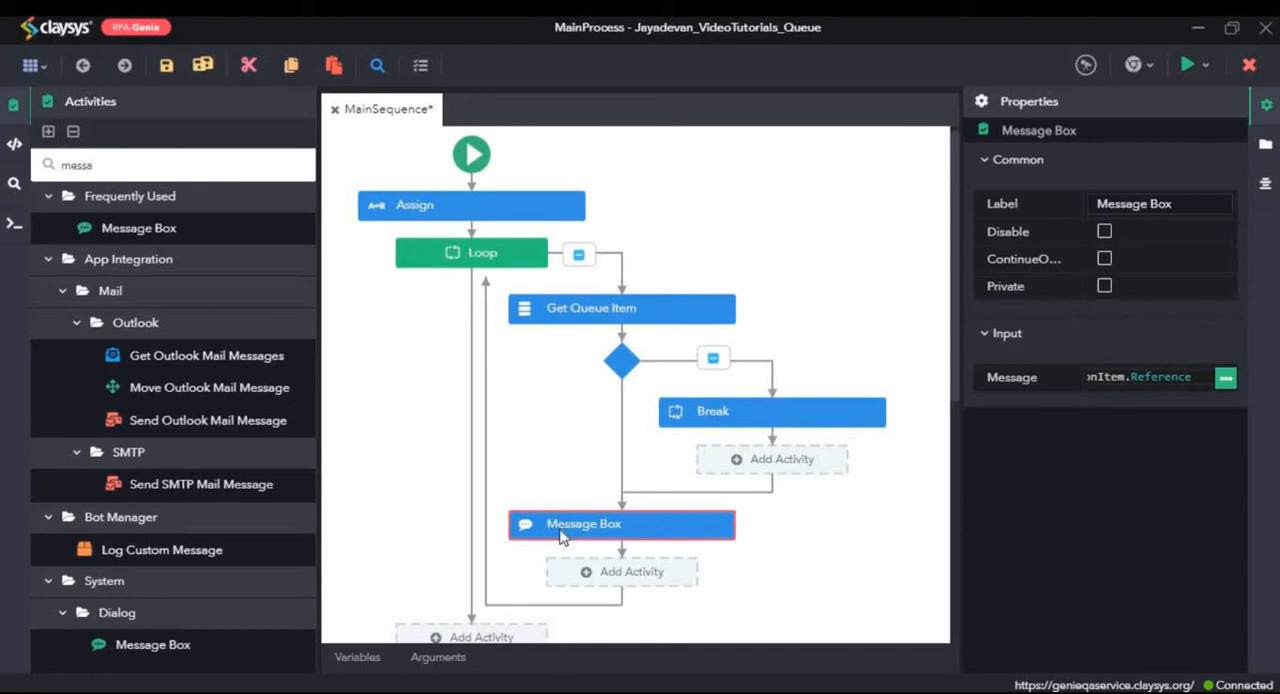 claysys RPA-Genie
MainProcess - Jayadevan_VideoTutorials_Queue
Activities
messa
Frequently Used
Message Box
App Integration
Mail
Outlook
Get Outlook Mail Messages
Move Outlook Mail Message
Send Outlook Mail Message
SMTP
Send SMTP Mail Message
Bot Manager
Log Custom Message
System
Dialog
Message Box
MainSequence*
A=B Assign
Loop
Get Queue Item
Break
Add Activity
Message Box
Add Activity
Add Activity
Variables Arguments
Properties
Message Box
Common
Label Message Box
Disable
ContinueO...
Private
Input
Message nItem.Reference
https://genieqaservice.claysys.org/ Connected